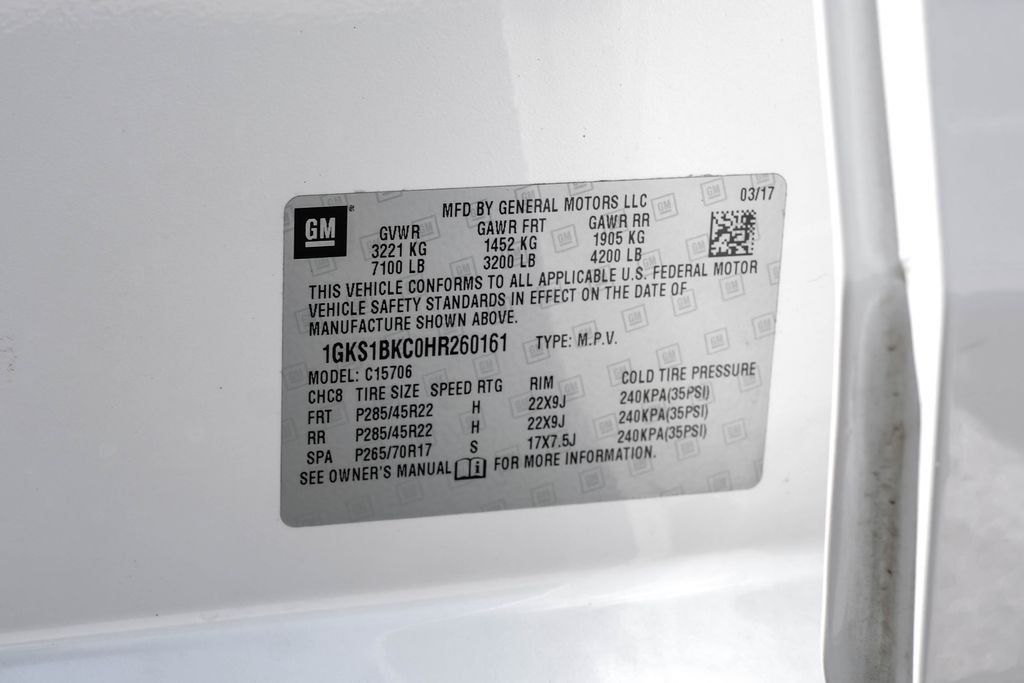 GM
MFD BY GENERAL MOTORS LLC 03/17
GVWR GAWR FRT GAWR RR
3221 KG 1452 KG 1905 KG
7100 LB 3200 LB 4200 LB
THIS VEHICLE CONFORMS TO ALL APPLICABLE U.S. FEDERAL MOTOR
VEHICLE SAFETY STANDARDS IN EFFECT ON THE DATE OF
MANUFACTURE SHOWN ABOVE.
1GKS1BKC0HR260161 TYPE: M.P.V.
MODEL: C15706
CHC8 TIRE SIZE SPEED RTG RIM COLD TIRE PRESSURE
FRT P285/45R22 H 22X9J 240KPA(35PSI)
RR P285/45R22 H 22X9J 240KPA(35PSI)
SPA P265/70R17 S 17X7.5J 240KPA(35PSI)
SEE OWNER'S MANUAL i FOR MORE INFORMATION.